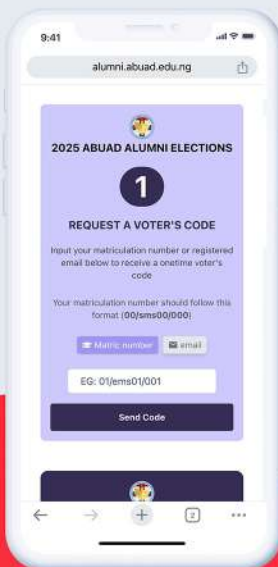 9:41
alumni.abuad.edu.ng
2025 ABUAD ALUMNI ELECTIONS
1
REQUEST A VOTER'S CODE
Input your matriculation number or registered
email below to receive a onetime voter's
code
Your matriculation number should follow this
format (00/sms00/000)
Matric number email
EG: 01/ems01/001
Send Code
2